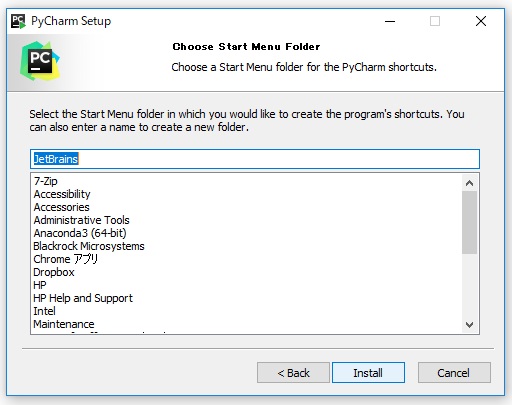 PyCharm Setup
PC
Choose Start Menu Folder
Choose a Start Menu folder for the PyCharm shortcuts.
Select the Start Menu folder in which you would like to create the program's shortcuts. You
can also enter a name to create a new folder.
JetBrains
7-Zip
Accessibility
Accessories
Administrative Tools
Anaconda3 (64-bit)
Blackrock Microsystems
Chrome アプリ
Dropbox
HP
HP Help and Support
Intel
Maintenance
< Back
Install
Cancel